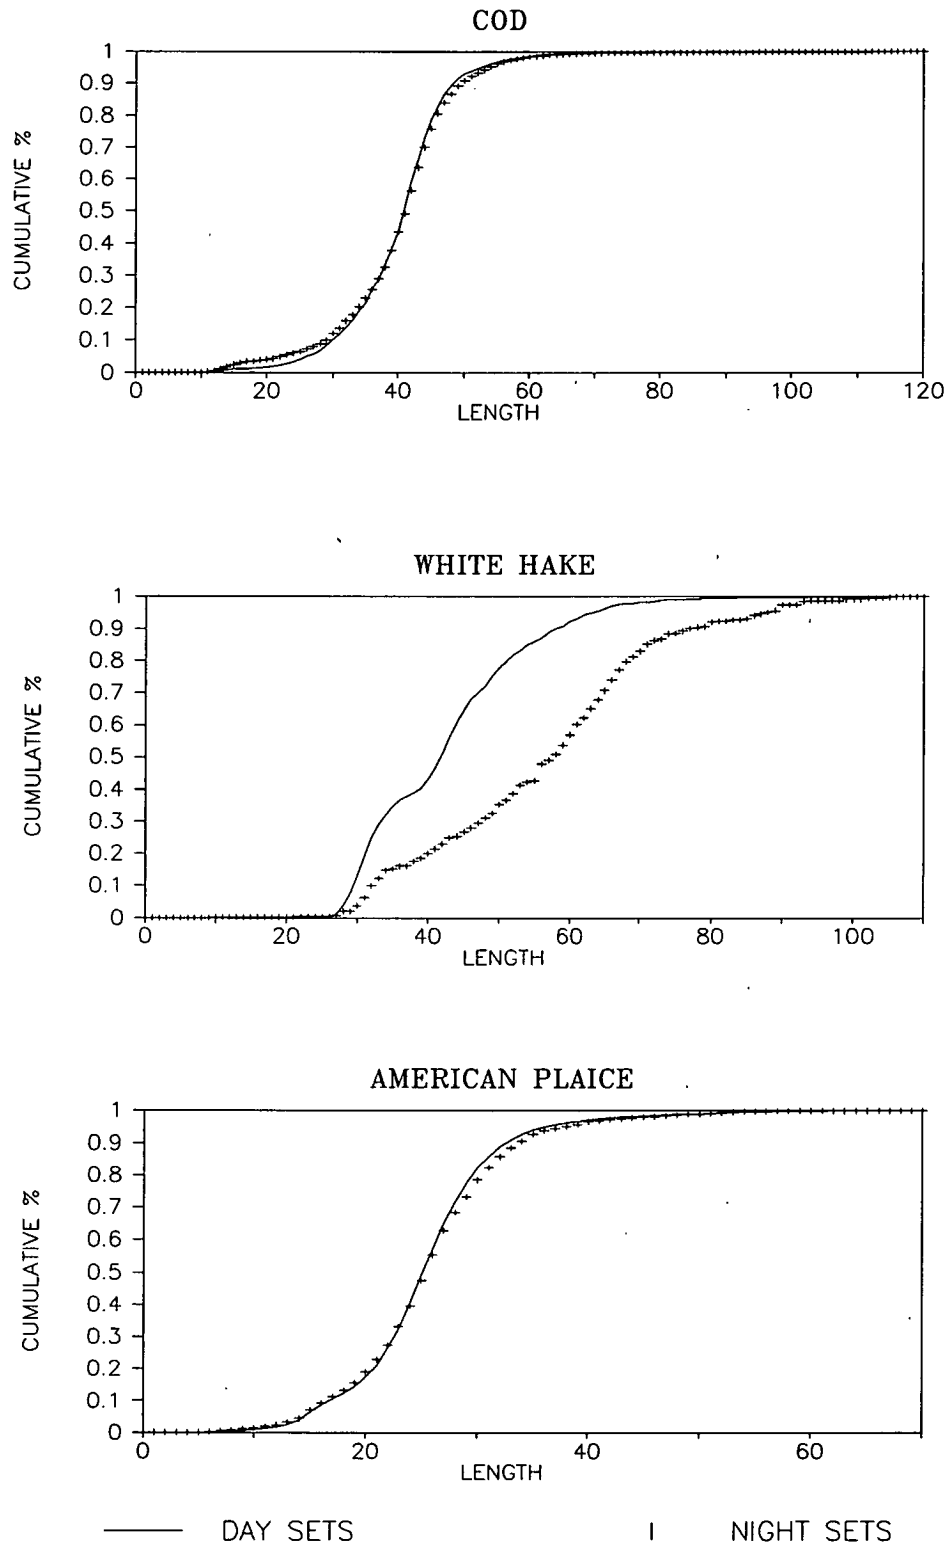 COD
1
0.9
0.8
0.7
0.6
0.5
0.4
0.3
0.2
0.1
0
CUMULATIVE %
0 20 40 60 80 100 120
LENGTH
WHITE HAKE
1
0.9
0.8
0.7
0.6
0.5
0.4
0.3
0.2
0.1
0
CUMULATIVE %
0 20 40 60 80 100
LENGTH
AMERICAN PLAICE
1
0.9
0.8
0.7
0.6
0.5
0.4
0.3
0.2
0.1
0
CUMULATIVE %
0 20 40 60
LENGTH
DAY SETS NIGHT SETS